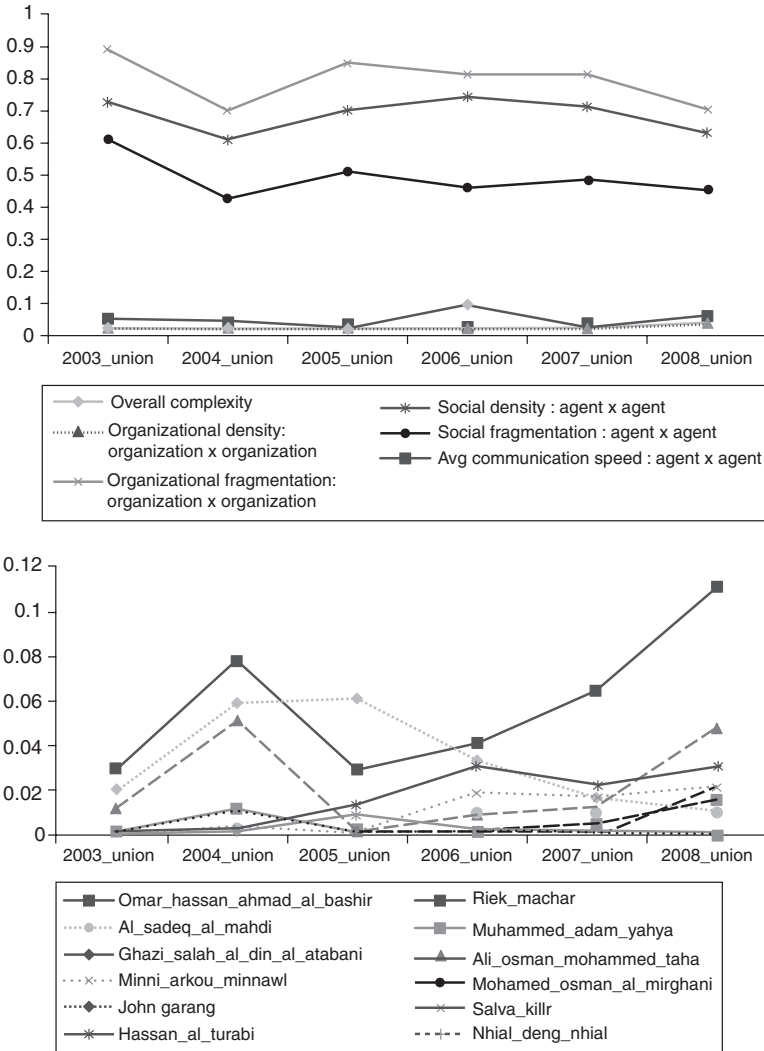 1
0.9
0.8
0.7
0.6
0.5
0.4
0.3
0.2
0.1
0
2003_union 2004_union 2005_union 2006_union 2007_union 2008_union
Overall complexity
Organizational density:
organization x organization
Organizational fragmentation:
organization x organization
Social density : agent x agent
Social fragmentation : agent x agent
Avg communication speed : agent x agent
0.12
0.1
0.08
0.06
0.04
0.02
0
2003_union 2004_union 2005_union 2006_union 2007_union 2008_union
Omar_hassan_ahmad_al_bashir
Al_sadeq_al_mahdi
Ghazi_salah_al_din_al_atabani
Minni_arkou_minnawl
John garang
Hassan_al_turabi
Riek_machar
Muhammed_adam_yahya
Ali_osman_mohammed_taha
Mohamed_osman_al_mirghani
Salva_killr
Nhial_deng_nhial